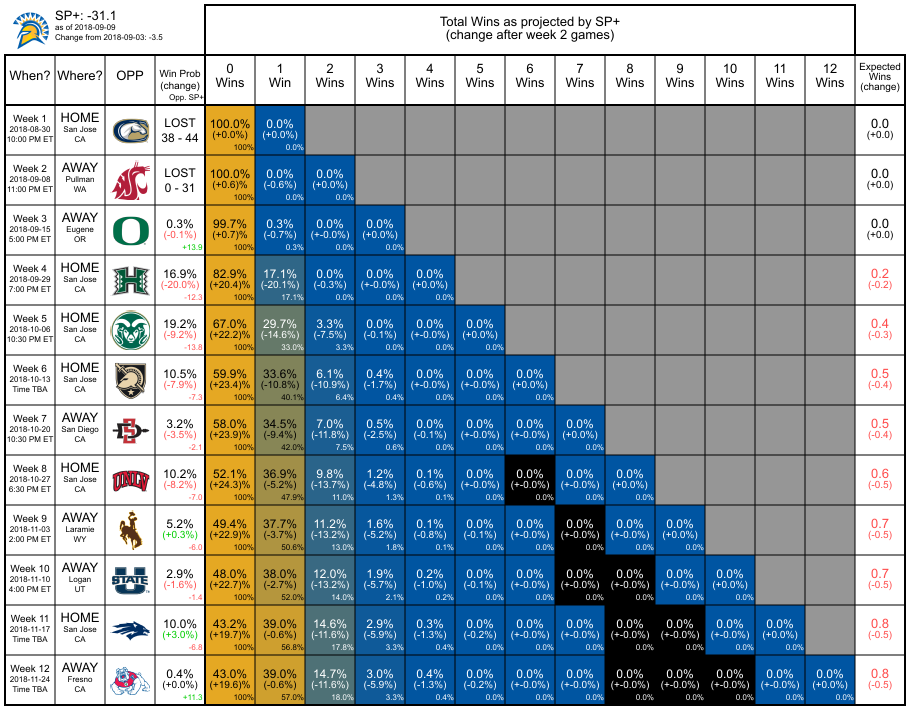 SP+: -31.1
as of 2018-09-09
Change from 2018-09-03: -3.5
Total Wins as projected by SP+
(change after week 2 games)
When? Where? OPP Win Prob (change) Opp. SP+ 0 Wins 1 Win 2 Wins 3 Wins 4 Wins 5 Wins 6 Wins 7 Wins 8 Wins 9 Wins 10 Wins 11 Wins 12 Wins Expected Wins (change)
Week 1 HOME LOST 100.0% 0.0% 0.0
2018-08-30 San Jose 38 - 44 (+0.0%) (+0.0%) (+0.0)
10:00 PM ET CA 100% 0.0%
Week 2 AWAY LOST 100.0% 0.0% 0.0% 0.0
2018-09-08 Pullman 0 - 31 (+0.6)% (-0.6%) (+0.0%) (+0.0)
11:00 PM ET WA 100% 0.0% 0.0%
Week 3 AWAY O 0.3% 99.7% 0.3% 0.0% 0.0% 0.0
2018-09-15 Eugene (-0.1%) (+0.7)% (-0.7%) (+-0.0%) (+0.0%) (+0.0)
5:00 PM ET OR +13.9 100% 0.3% 0.0% 0.0%
Week 4 HOME H 16.9% 82.9% 17.1% 0.0% 0.0% 0.0% 0.2
2018-09-29 San Jose (-20.0%) (+20.4)% (-20.1%) (-0.3%) (+-0.0%) (+0.0%) (-0.2)
7:00 PM ET CA -12.3 100% 17.1% 0.0% 0.0% 0.0%
Week 5 HOME 19.2% 67.0% 29.7% 3.3% 0.0% 0.0% 0.0% 0.4
2018-10-06 San Jose (-9.2%) (+22.2)% (-14.6%) (-7.5%) (-0.1%) (+-0.0%) (+0.0%) (-0.3)
10:30 PM ET CA -13.8 100% 33.0% 3.3% 0.0% 0.0% 0.0%
Week 6 HOME 10.5% 59.9% 33.6% 6.1% 0.4% 0.0% 0.0% 0.0% 0.5
2018-10-13 San Jose (-7.9%) (+23.4)% (-10.8%) (-10.9%) (-1.7%) (+-0.0%) (+-0.0%) (+0.0%) (-0.4)
Time TBA CA -7.3 100% 40.1% 6.4% 0.4% 0.0% 0.0% 0.0%
Week 7 AWAY SD 3.2% 58.0% 34.5% 7.0% 0.5% 0.0% 0.0% 0.0% 0.0% 0.5
2018-10-20 San Diego (-3.5%) (+23.9)% (-9.4%) (-11.8%) (-2.5%) (-0.1%) (+-0.0%) (+-0.0%) (+0.0%) (-0.4)
10:30 PM ET CA -2.1 100% 42.0% 7.5% 0.6% 0.0% 0.0% 0.0% 0.0%
Week 8 HOME UNLV 10.2% 52.1% 36.9% 9.8% 1.2% 0.1% 0.0% 0.0% 0.0% 0.0% 0.6
2018-10-27 San Jose (-8.2%) (+24.3)% (-5.2%) (-13.7%) (-4.8%) (-0.6%) (+-0.0%) (+-0.0%) (+-0.0%) (+0.0%) (-0.5)
6:30 PM ET CA -7.0 100% 47.9% 11.0% 1.3% 0.1% 0.0% 0.0% 0.0% 0.0%
Week 9 AWAY 5.2% 49.4% 37.7% 11.2% 1.6% 0.1% 0.0% 0.0% 0.0% 0.0% 0.0% 0.7
2018-11-03 Laramie (+0.3%) (+22.9)% (-3.7%) (-13.2%) (-5.2%) (-0.8%) (-0.1%) (+-0.0%) (+-0.0%) (+-0.0%) (+0.0%) (-0.5)
2:00 PM ET WY -6.0 100% 50.6% 13.0% 1.8% 0.1% 0.0% 0.0% 0.0% 0.0% 0.0%
Week 10 AWAY U STATE 2.9% 48.0% 38.0% 12.0% 1.9% 0.2% 0.0% 0.0% 0.0% 0.0% 0.0% 0.0% 0.7
2018-11-10 Logan (-1.6%) (+22.7)% (-2.7%) (-13.2%) (-5.7%) (-1.0%) (-0.1%) (+-0.0%) (+-0.0%) (+-0.0%) (+-0.0%) (+0.0%) (-0.5)
4:00 PM ET UT -1.4 100% 52.0% 14.0% 2.1% 0.2% 0.0% 0.0% 0.0% 0.0% 0.0% 0.0%
Week 11 HOME 10.0% 43.2% 39.0% 14.6% 2.9% 0.3% 0.0% 0.0% 0.0% 0.0% 0.0% 0.0% 0.0% 0.8
2018-11-17 San Jose (+3.0%) (+19.7)% (-0.6%) (-11.6%) (-5.9%) (-1.3%) (-0.2%) (+-0.0%) (+-0.0%) (+-0.0%) (+-0.0%) (+-0.0%) (+0.0%) (-0.5)
Time TBA CA -6.8 100% 56.8% 17.8% 3.3% 0.4% 0.0% 0.0% 0.0% 0.0% 0.0% 0.0% 0.0%
Week 12 AWAY 0.4% 43.0% 39.0% 14.7% 3.0% 0.4% 0.0% 0.0% 0.0% 0.0% 0.0% 0.0% 0.0% 0.0% 0.8
2018-11-24 Fresno (+0.0%) (+19.6)% (-0.6%) (-11.6%) (-5.9%) (-1.3%) (-0.2%) (+-0.0%) (+-0.0%) (+-0.0%) (+-0.0%) (+-0.0%) (+-0.0%) (+0.0%) (-0.5)
Time TBA CA +11.3 100% 57.0% 18.0% 3.3% 0.4% 0.0% 0.0% 0.0% 0.0% 0.0% 0.0% 0.0% 0.0%